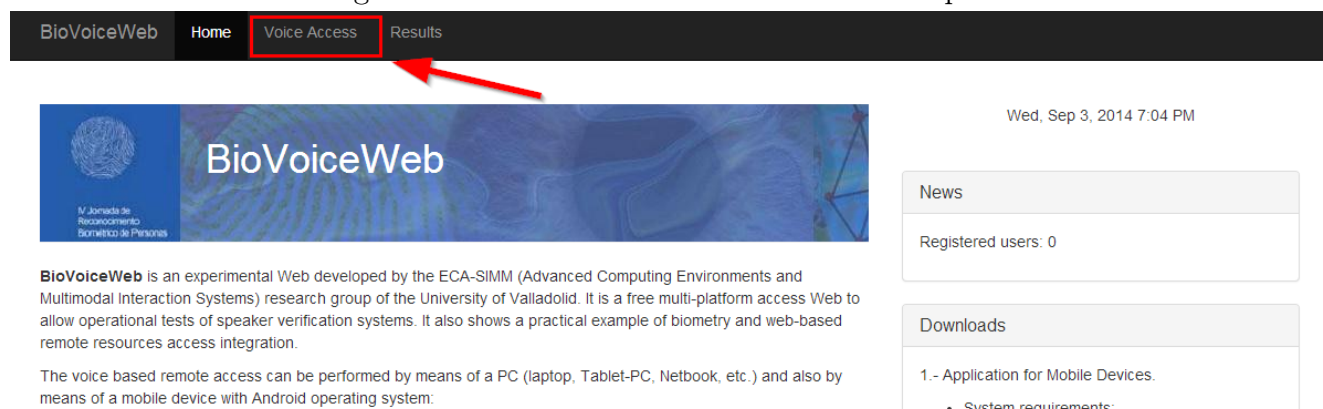 BioVoiceWeb Home Voice Access Results
BioVoiceWeb
IV Jornada de
Reconocimiento
Biométrico de Personas
Wed, Sep 3, 2014 7:04 PM
News
Registered users: 0
BioVoiceWeb is an experimental Web developed by the ECA-SIMM (Advanced Computing Environments and
Multimodal Interaction Systems) research group of the University of Valladolid. It is a free multi-platform access Web to
allow operational tests of speaker verification systems. It also shows a practical example of biometry and web-based
remote resources access integration.
The voice based remote access can be performed by means of a PC (laptop, Tablet-PC, Netbook, etc.) and also by
means of a mobile device with Android operating system:
Downloads
1.- Application for Mobile Devices.
• System requirements: